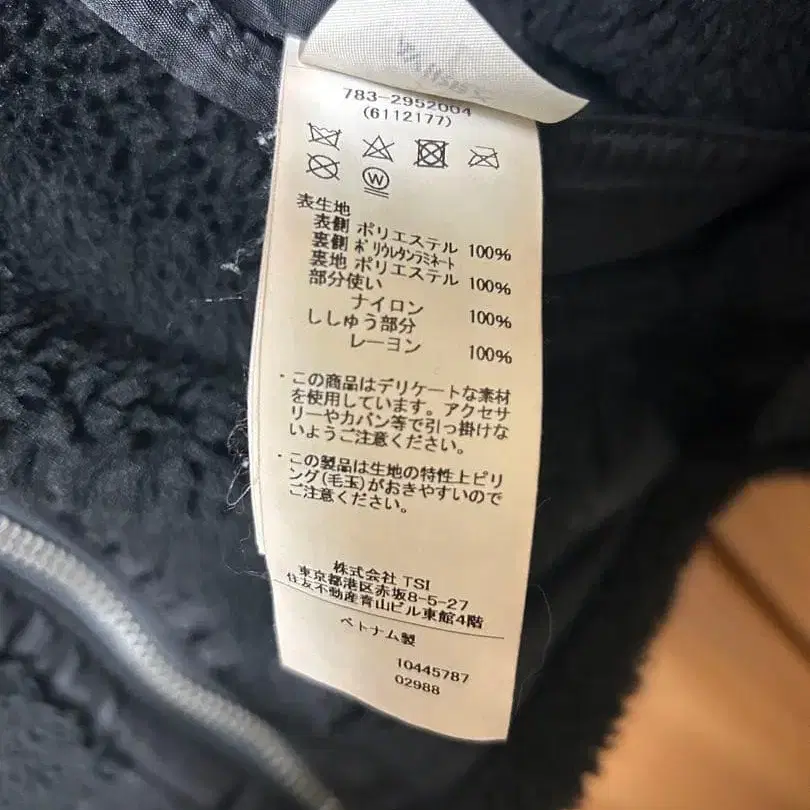 783-2952004
(6112177)
W
表生地
表側 ポリエステル 100%
裏側 ﾎﾟﾘｳﾚﾀﾝﾗﾐﾈｰﾄ
裏地 ポリエステル 100%
部分使い
ナイロン 100%
ししゅう部分
レーヨン 100%
・この商品はデリケートな素材
を使用しています。アクセサ
リーやカバン等で引っ掛けな
いようご注意ください。
・この製品は生地の特性上ピリ
ング(毛玉)がおきやすいので
ご注意ください。
株式会社 TSI
東京都港区赤坂8-5-27
住友不動産青山ビル東館4階
ベトナム製
10445787
02988